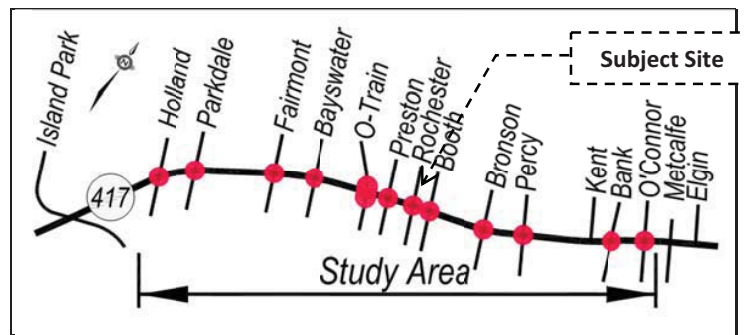 Island Park
Holland
Parkdale
Fairmont
Bayswater
O-Train
Preston
Rochester
Booth
Subject Site
Bronson
Percy
Kent
Bank
O'Connor
Metcalfe
Elgin
417
Study Area